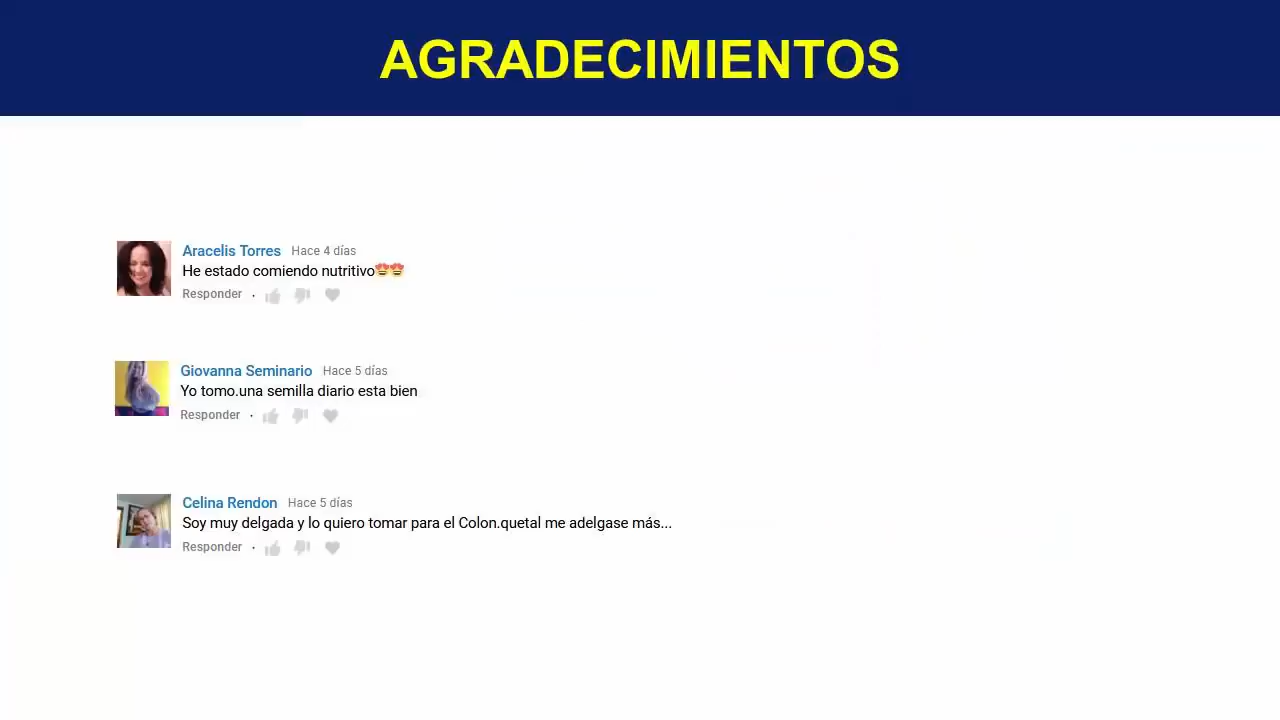 AGRADECIMIENTOS
Aracelis Torres Hace 4 días
He estado comiendo nutritivo😍😍
Responder ·
Giovanna Seminario Hace 5 días
Yo tomo.una semilla diario esta bien
Responder ·
Celina Rendon Hace 5 días
Soy muy delgada y lo quiero tomar para el Colon.quetal me adelgase más...
Responder ·